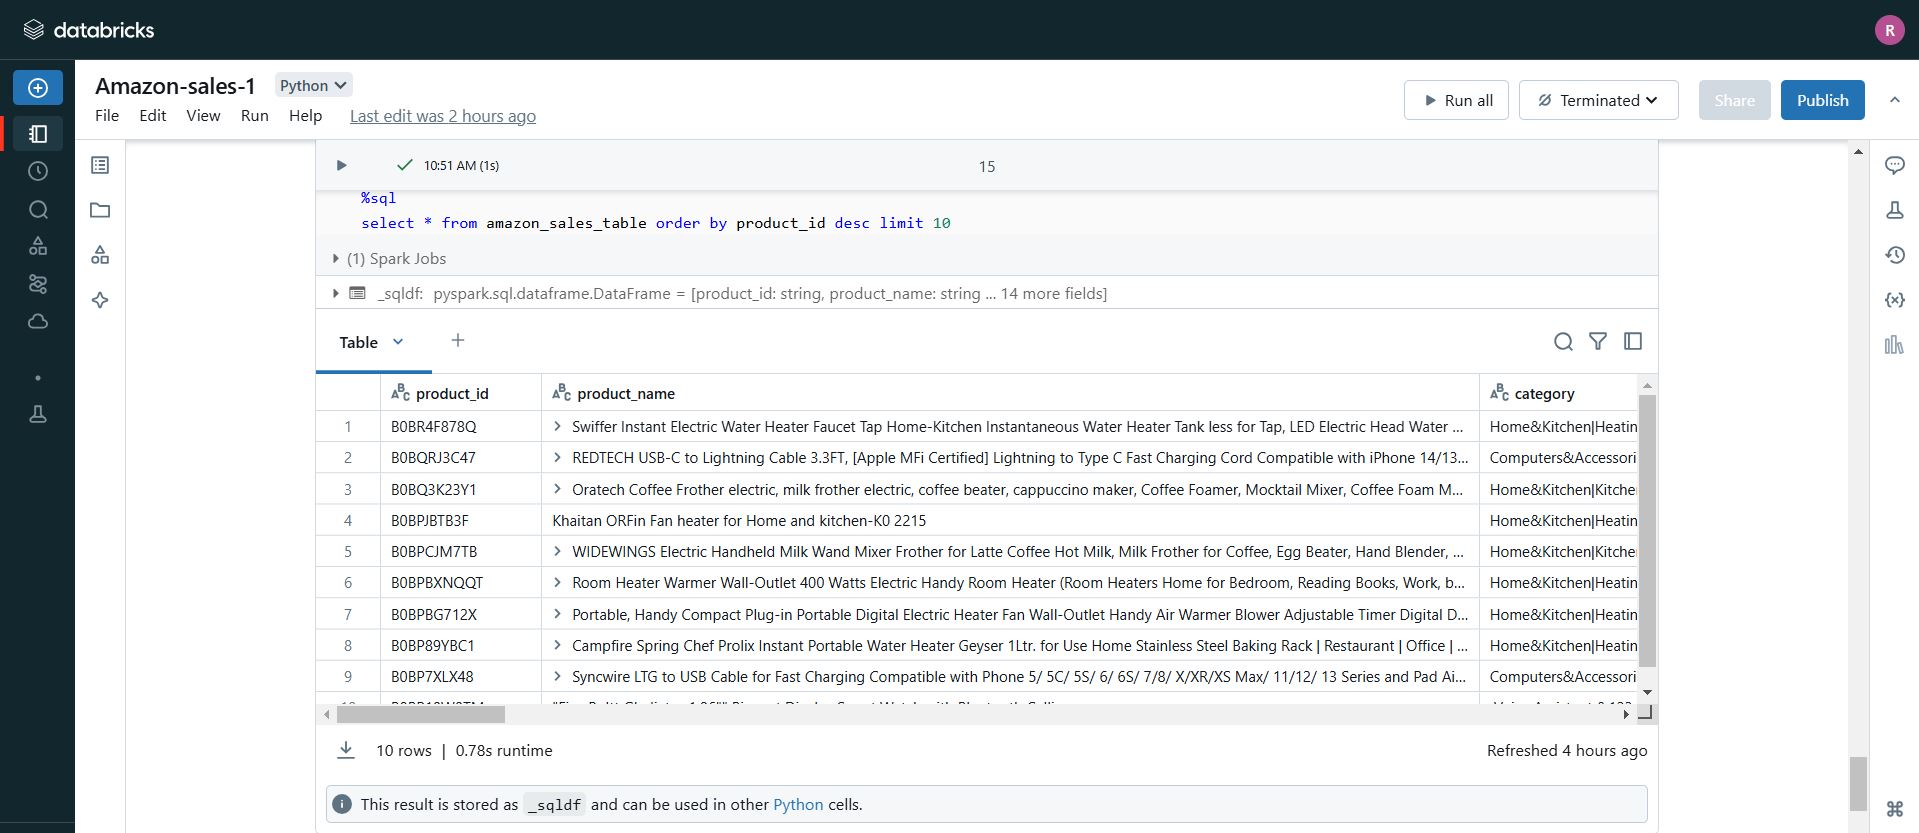 databricks
R
Amazon-sales-1 Python
File Edit View Run Help Last edit was 2 hours ago
Run all Terminated Share Publish
10:51 AM (1s) 15
%sql
select * from amazon_sales_table order by product_id desc limit 10
(1) Spark Jobs
_sqldf: pyspark.sql.dataframe.DataFrame = [product_id: string, product_name: string ... 14 more fields]
Table +
product_id product_name category
1 B0BR4F878Q Swiffer Instant Electric Water Heater Faucet Tap Home-Kitchen Instantaneous Water Heater Tank less for Tap, LED Electric Head Water ... Home&Kitchen|Heatin
2 B0BQRJ3C47 REDTECH USB-C to Lightning Cable 3.3FT, [Apple MFi Certified] Lightning to Type C Fast Charging Cord Compatible with iPhone 14/13... Computers&Accessori
3 B0BQ3K23Y1 Oratech Coffee Frother electric, milk frother electric, coffee beater, cappuccino maker, Coffee Foamer, Mocktail Mixer, Coffee Foam M... Home&Kitchen|Kitche
4 B0BPJBTB3F Khaitan ORFin Fan heater for Home and kitchen-K0 2215 Home&Kitchen|Heatin
5 B0BPCJM7TB WIDEWINGS Electric Handheld Milk Wand Mixer Frother for Latte Coffee Hot Milk, Milk Frother for Coffee, Egg Beater, Hand Blender, ... Home&Kitchen|Kitche
6 B0BPBXNQQT Room Heater Warmer Wall-Outlet 400 Watts Electric Handy Room Heater (Room Heaters Home for Bedroom, Reading Books, Work, b... Home&Kitchen|Heatin
7 B0BPBG712X Portable, Handy Compact Plug-in Portable Digital Electric Heater Fan Wall-Outlet Handy Air Warmer Blower Adjustable Timer Digital D... Home&Kitchen|Heatin
8 B0BP89YBC1 Campfire Spring Chef Prolix Instant Portable Water Heater Geyser 1Ltr. for Use Home Stainless Steel Baking Rack | Restaurant | Office | ... Home&Kitchen|Heatin
9 B0BP7XLX48 Syncwire LTG to USB Cable for Fast Charging Compatible with Phone 5/ 5C/ 5S/ 6/ 6S/ 7/8/ X/XR/XS Max/ 11/12/ 13 Series and Pad Ai... Computers&Accessori
10 rows | 0.78s runtime Refreshed 4 hours ago
This result is stored as _sqldf and can be used in other Python cells.